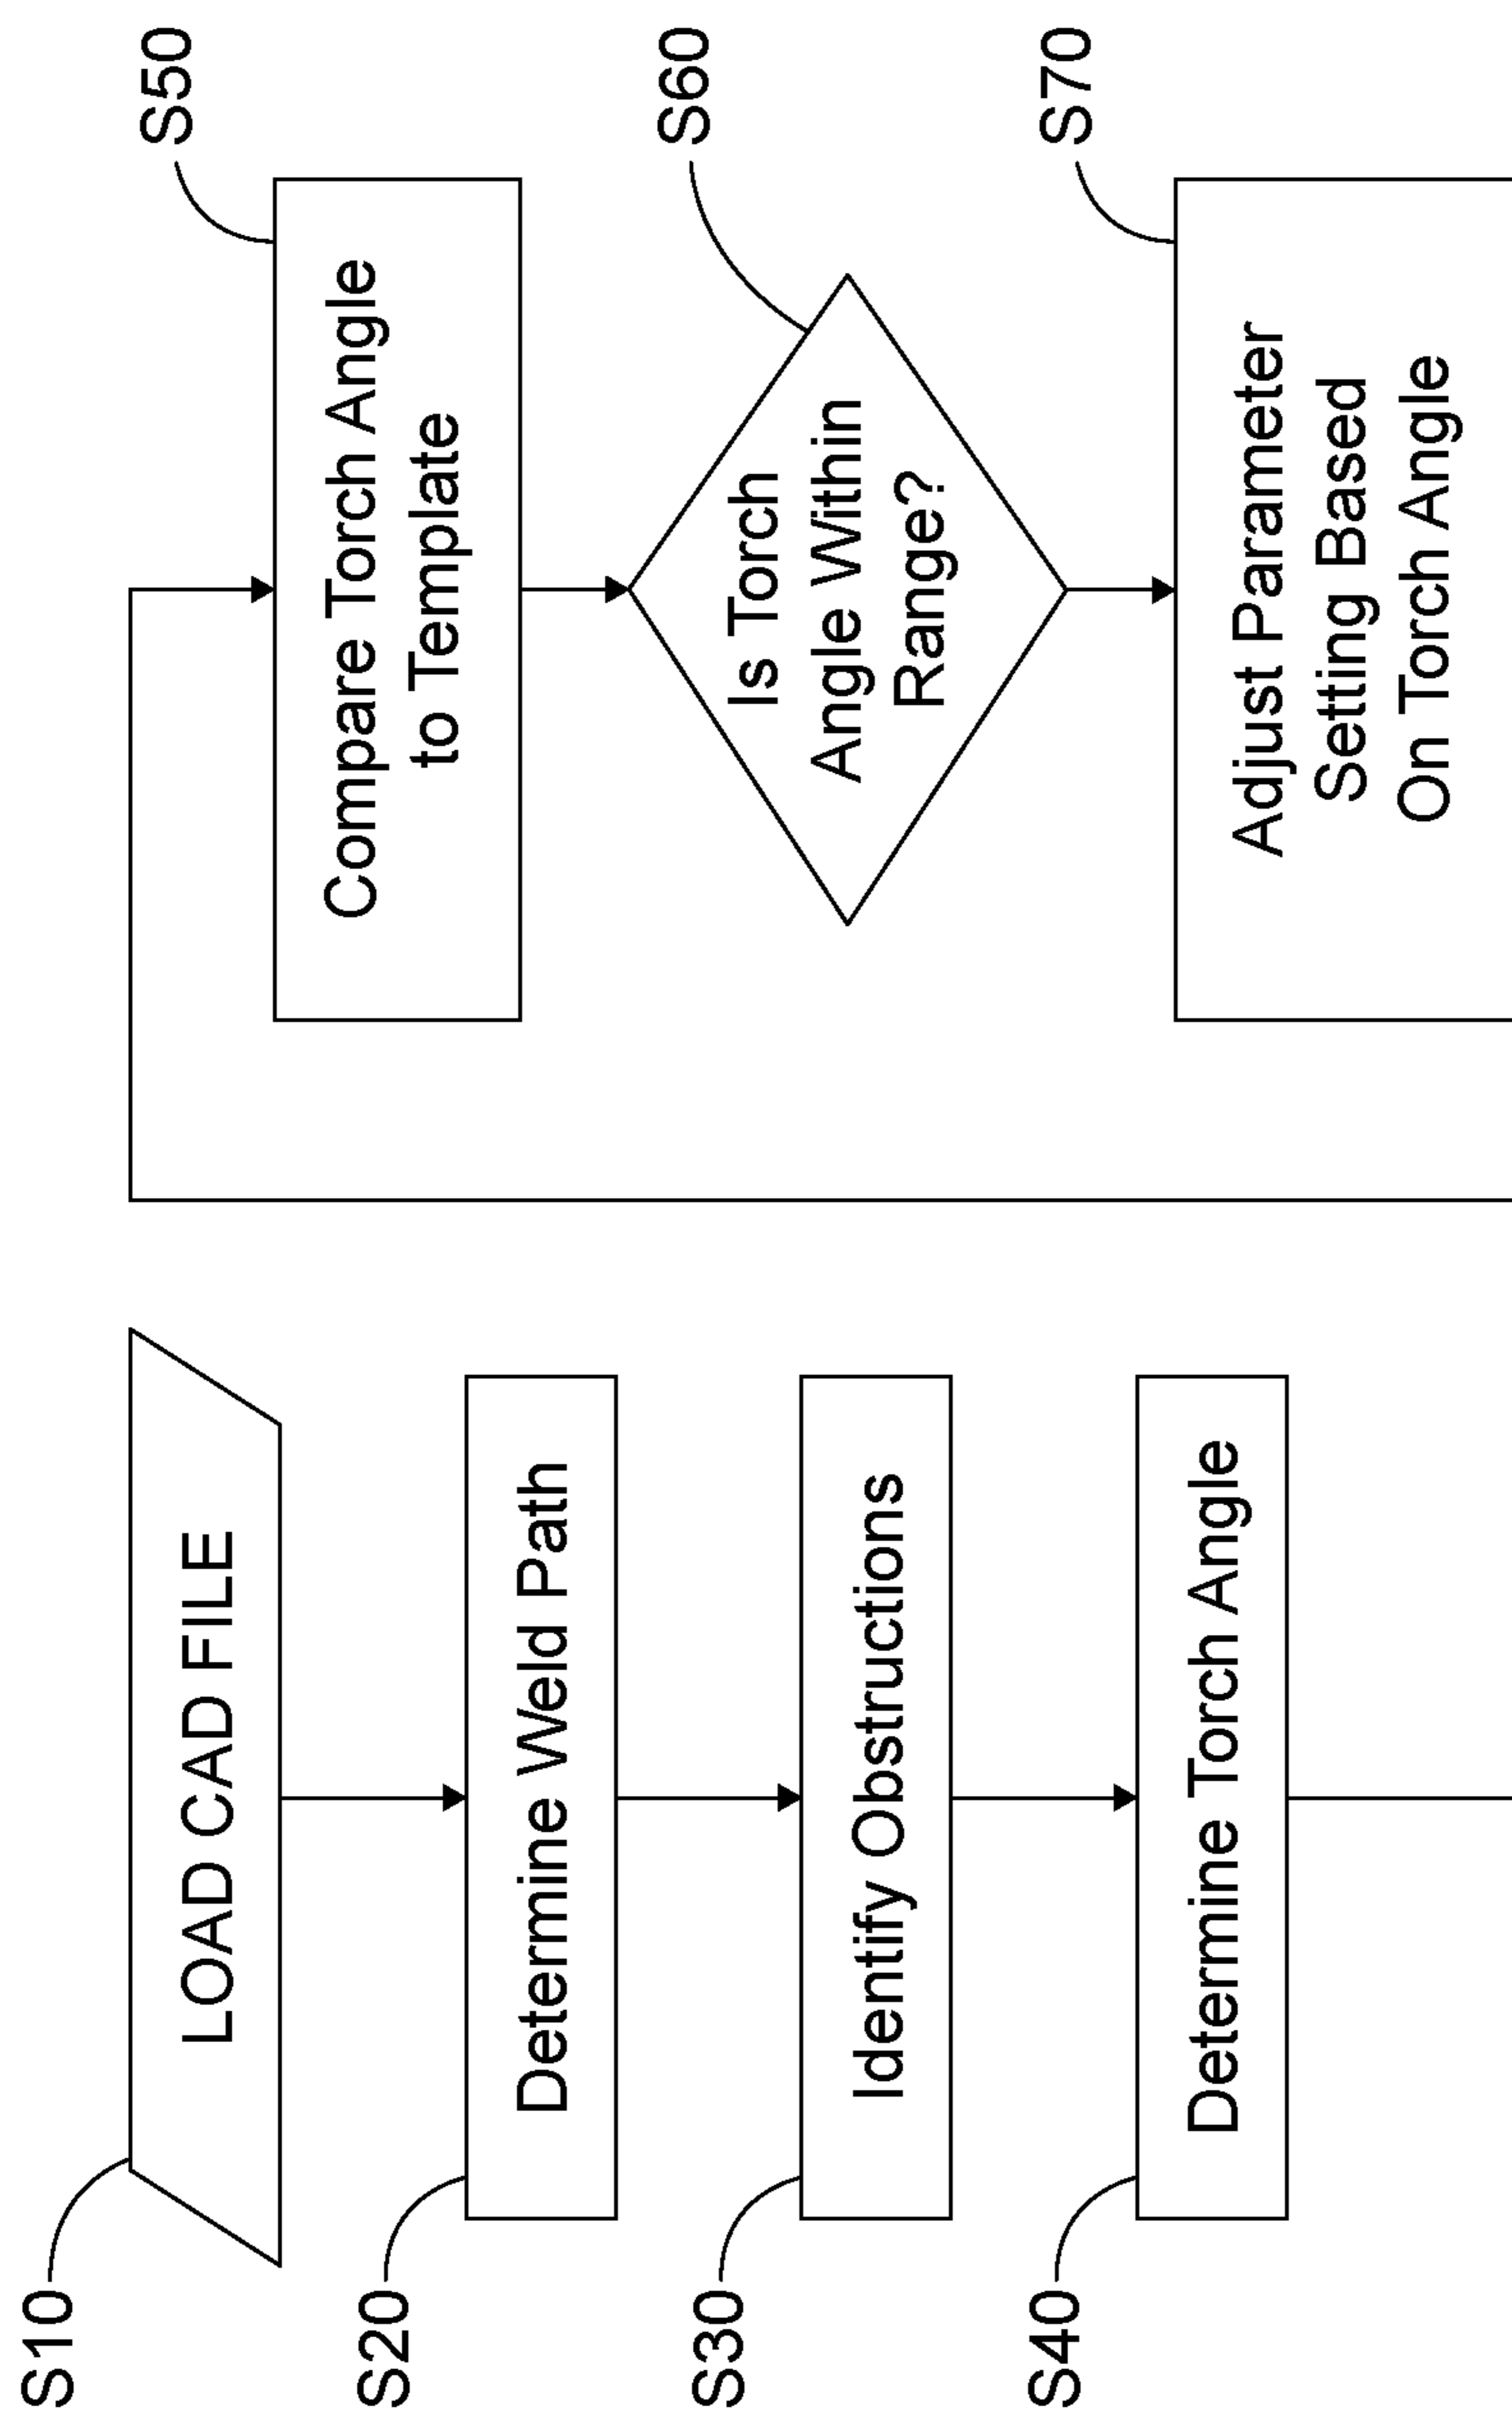 S10
LOAD CAD FILE
S20
Determine Weld Path
S30
Identify Obstructions
S40
Determine Torch Angle
S50
Compare Torch Angle
to Template
S60
Is Torch
Angle Within
Range?
S70
Adjust Parameter
Setting Based
On Torch Angle